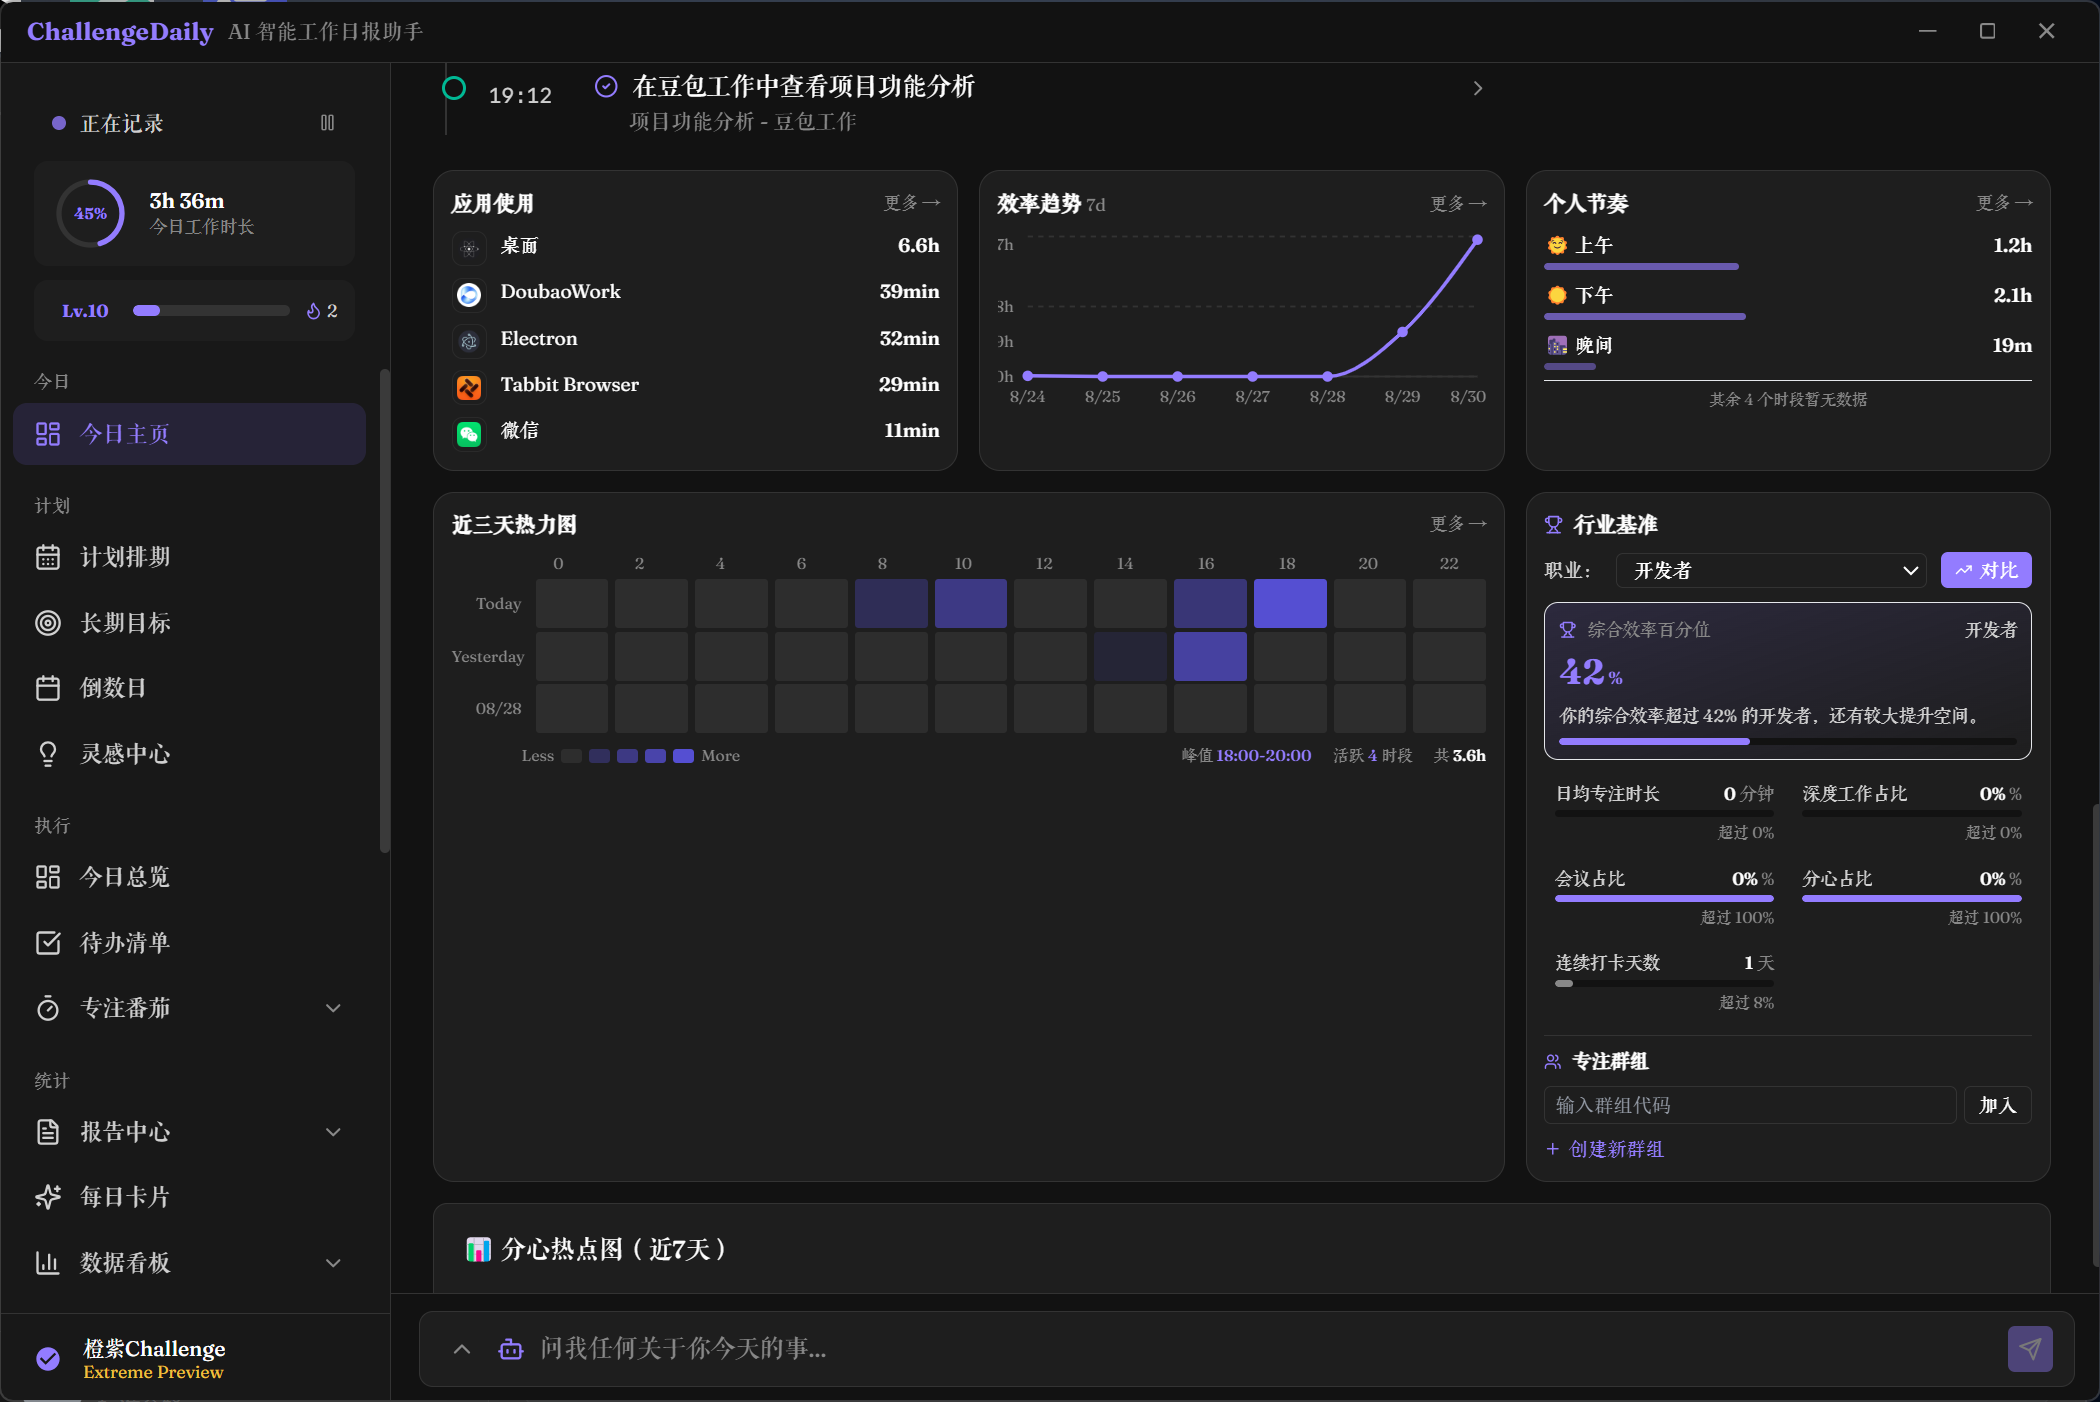 ChallengeDaily AI 智能工作日报助手
正在记录
45%
3h 36m
今日工作时长
Lv.10
2
今日
今日主页
计划
计划排期
长期目标
倒数日
灵感中心
执行
今日总览
待办清单
专注番茄
统计
报告中心
每日卡片
数据看板
橙紫Challenge
Extreme Preview
19:12 在豆包工作中查看项目功能分析
项目功能分析 - 豆包工作
应用使用 更多→
桌面 6.6h
DoubaoWork 39min
Electron 32min
Tabbit Browser 29min
微信 11min
效率趋势 7d 更多→
7h
3h
0h
8/24 8/25 8/26 8/27 8/28 8/29 8/30
个人节奏 更多→
上午 1.2h
下午 2.1h
晚间 19m
其余 4 个时段暂无数据
近三天热力图 更多→
0 2 4 6 8 10 12 14 16 18 20 22
Today
Yesterday
08/28
Less More 峰值 18:00-20:00 活跃 4 时段 共 3.6h
行业基准
职业： 开发者 对比
综合效率百分位 开发者
42 %
你的综合效率超过 42% 的开发者，还有较大提升空间。
日均专注时长 0 分钟
超过 0%
深度工作占比 0% %
超过 0%
会议占比 0% %
超过 100%
分心占比 0% %
超过 100%
连续打卡天数 1 天
超过 8%
专注群组
输入群组代码 加入
+ 创建新群组
分心热点图（近7天）
问我任何关于你今天的事...